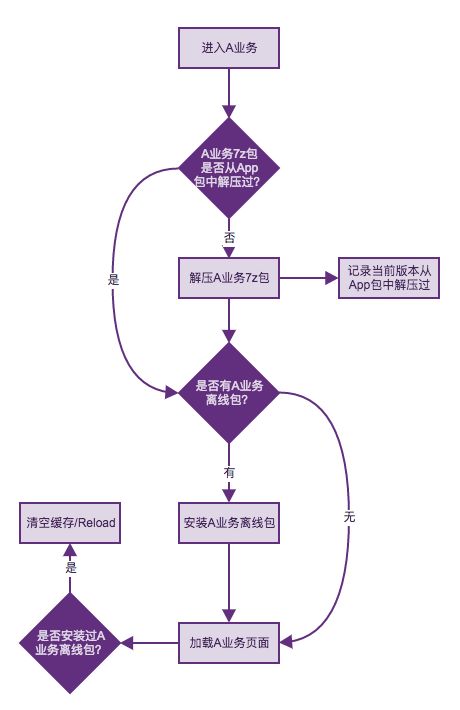 进入A业务
A业务7z包
是否从App
包中解压过?
否
是
解压A业务7z包
记录当前版本从
App包中解压过
是否有A业务
离线包?
有
无
清空缓存/Reload
安装A业务离线包
是
是否安装过A
业务离线包?
加载A业务页面